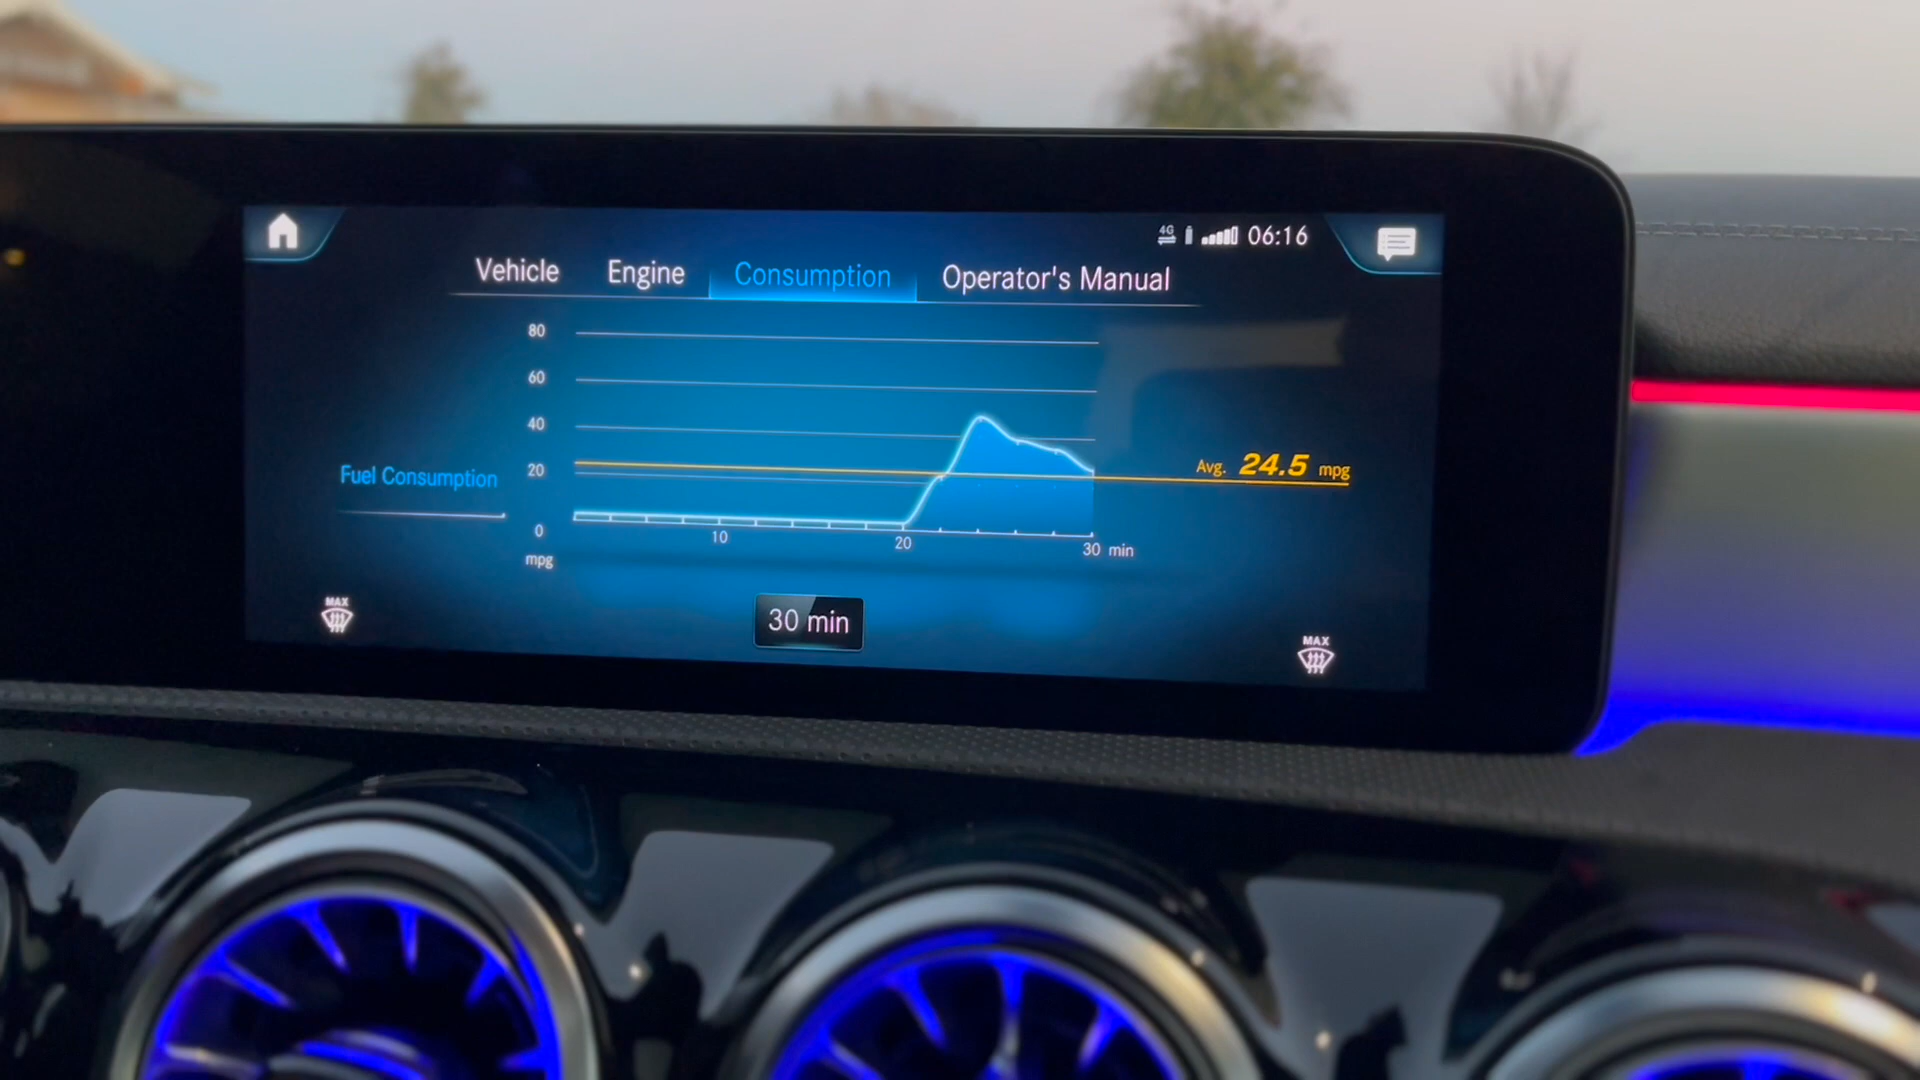 4G 06:16
Vehicle Engine Consumption Operator's Manual
80
60
40
20
0
mpg
Fuel Consumption
Avg. 24.5 mpg
10 20 30 min
MAX
30 min
MAX